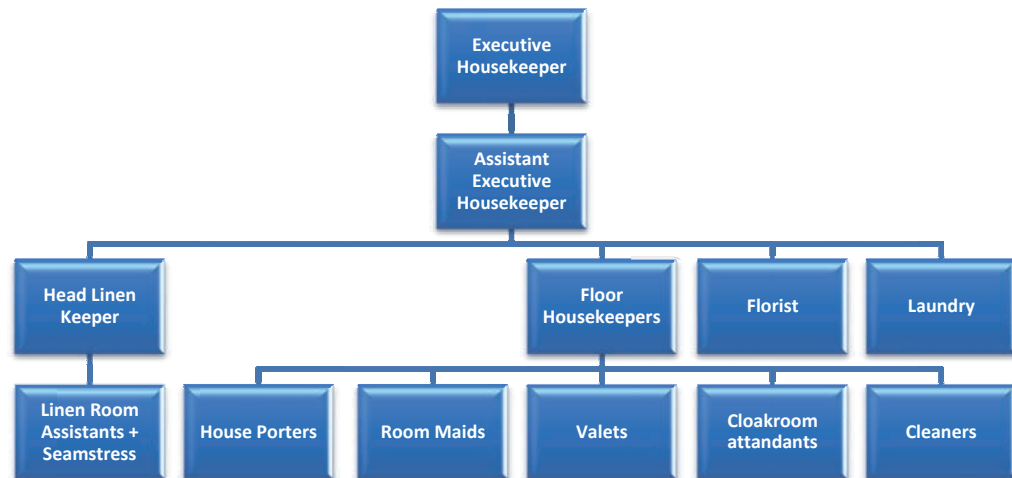 Executive
Housekeeper
Assistant
Executive
Housekeeper
Head Linen
Keeper
Floor
Housekeepers
Florist
Laundry
Linen Room
Assistants +
Seamstress
House Porters
Room Maids
Valets
Cloakroom
attandants
Cleaners